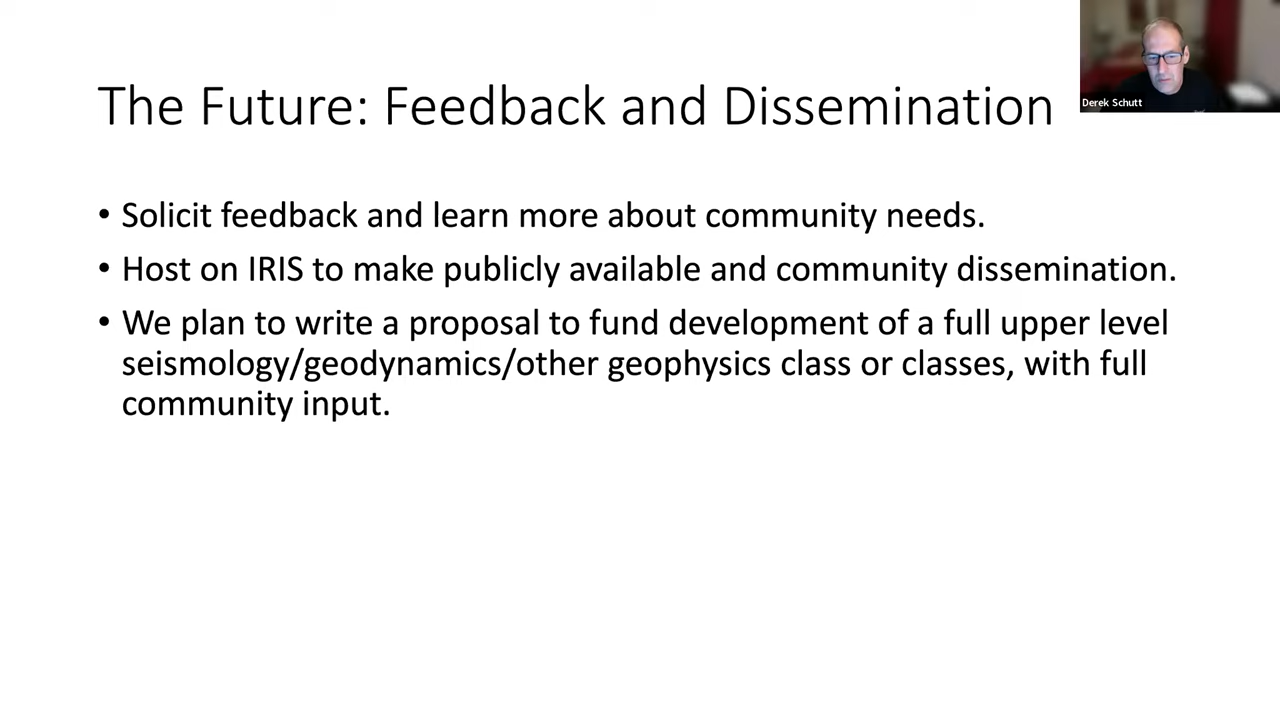 The Future: Feedback and Dissemination
Derek Schutt
• Solicit feedback and learn more about community needs.
• Host on IRIS to make publicly available and community dissemination.
• We plan to write a proposal to fund development of a full upper level
seismology/geodynamics/other geophysics class or classes, with full
community input.